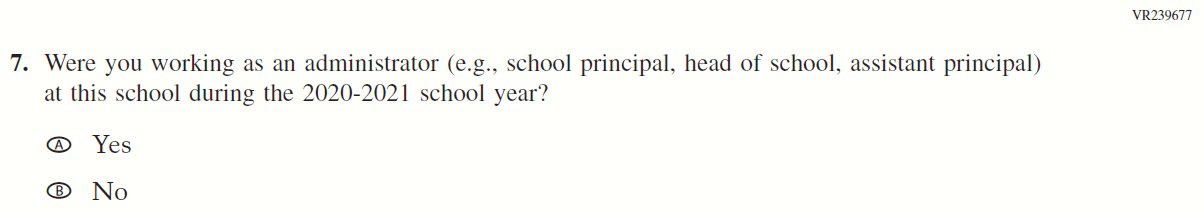 VR239677
7. Were you working as an administrator (e.g., school principal, head of school, assistant principal)
at this school during the 2020-2021 school year?
A Yes
B No